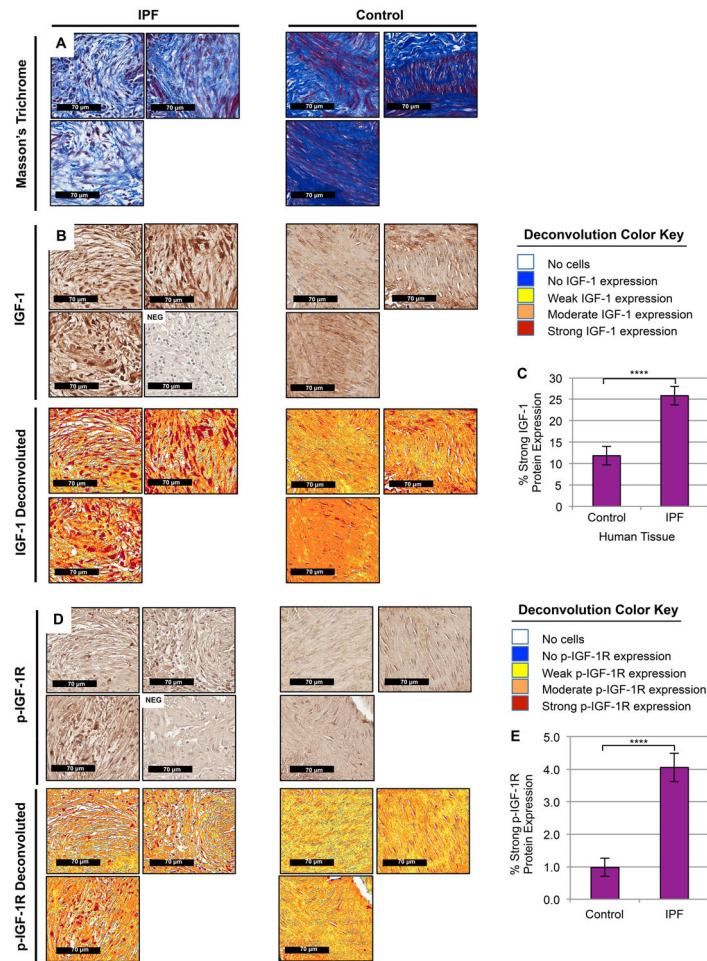 IPF
Control
Masson's Trichrome
A
70 µm
70 µm
70 µm
70 µm
70 µm
70 µm
IGF-1
B
70 µm
70 µm
70 µm
70 µm
NEG
70 µm
70 µm
70 µm
IGF-1 Deconvoluted
70 µm
70 µm
70 µm
70 µm
70 µm
70 µm
Deconvolution Color Key
No cells
No IGF-1 expression
Weak IGF-1 expression
Moderate IGF-1 expression
Strong IGF-1 expression
C
% Strong IGF-1
Protein Expression
30
25
20
15
10
5
0
****
Control
IPF
Human Tissue
p-IGF-1R
D
70 µm
70 µm
70 µm
70 µm
NEG
70 µm
70 µm
70 µm
p-IGF-1R Deconvoluted
70 µm
70 µm
70 µm
70 µm
70 µm
70 µm
Deconvolution Color Key
No cells
No p-IGF-1R expression
Weak p-IGF-1R expression
Moderate p-IGF-1R expression
Strong p-IGF-1R expression
E
% Strong p-IGF-1R
Protein Expression
5.0
4.0
3.0
2.0
1.0
0.0
****
Control
IPF